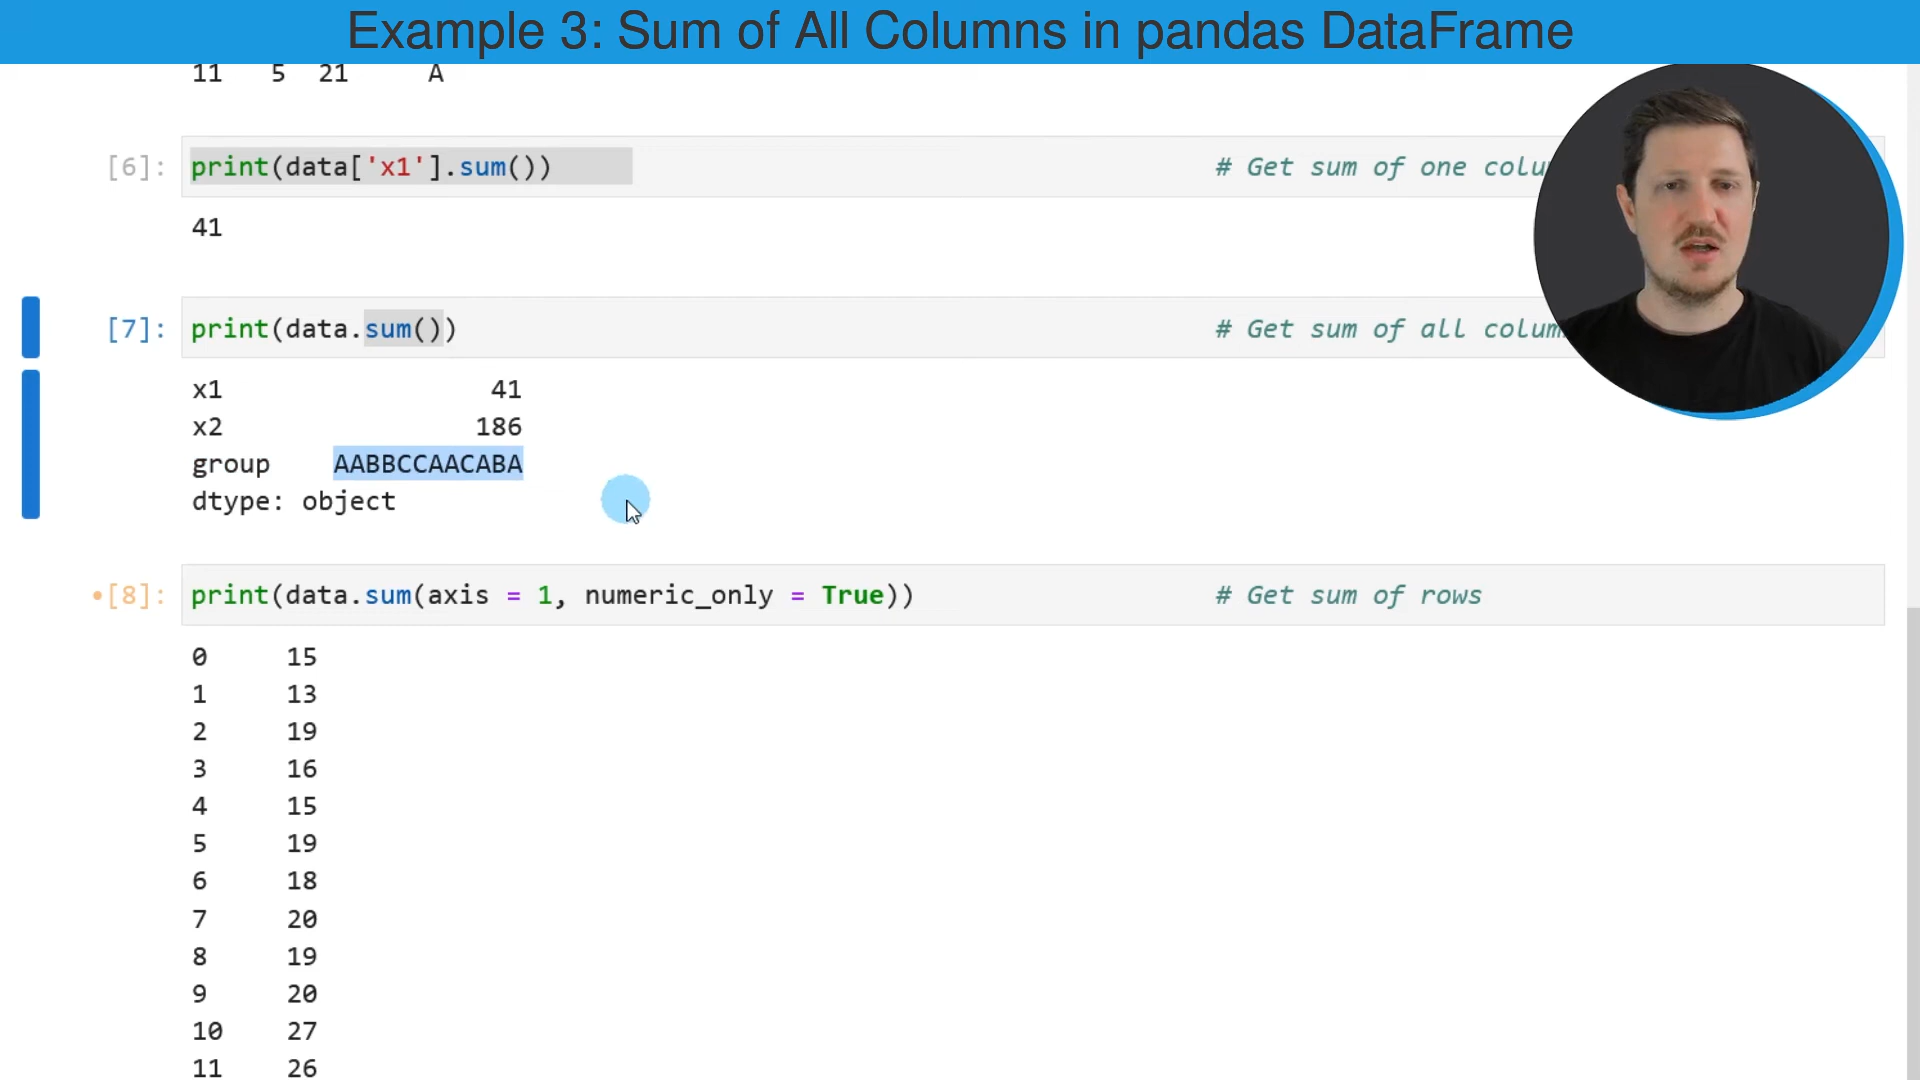 Example 3: Sum of All Columns in pandas DataFrame
11 5 21 A
[6]: print(data['x1'].sum()) # Get sum of one colu
41
[7]: print(data.sum()) # Get sum of all colum
x1 41
x2 186
group AABBCCAACABA
dtype: object
•[8]: print(data.sum(axis = 1, numeric_only = True)) # Get sum of rows
0 15
1 13
2 19
3 16
4 15
5 19
6 18
7 20
8 19
9 20
10 27
11 26